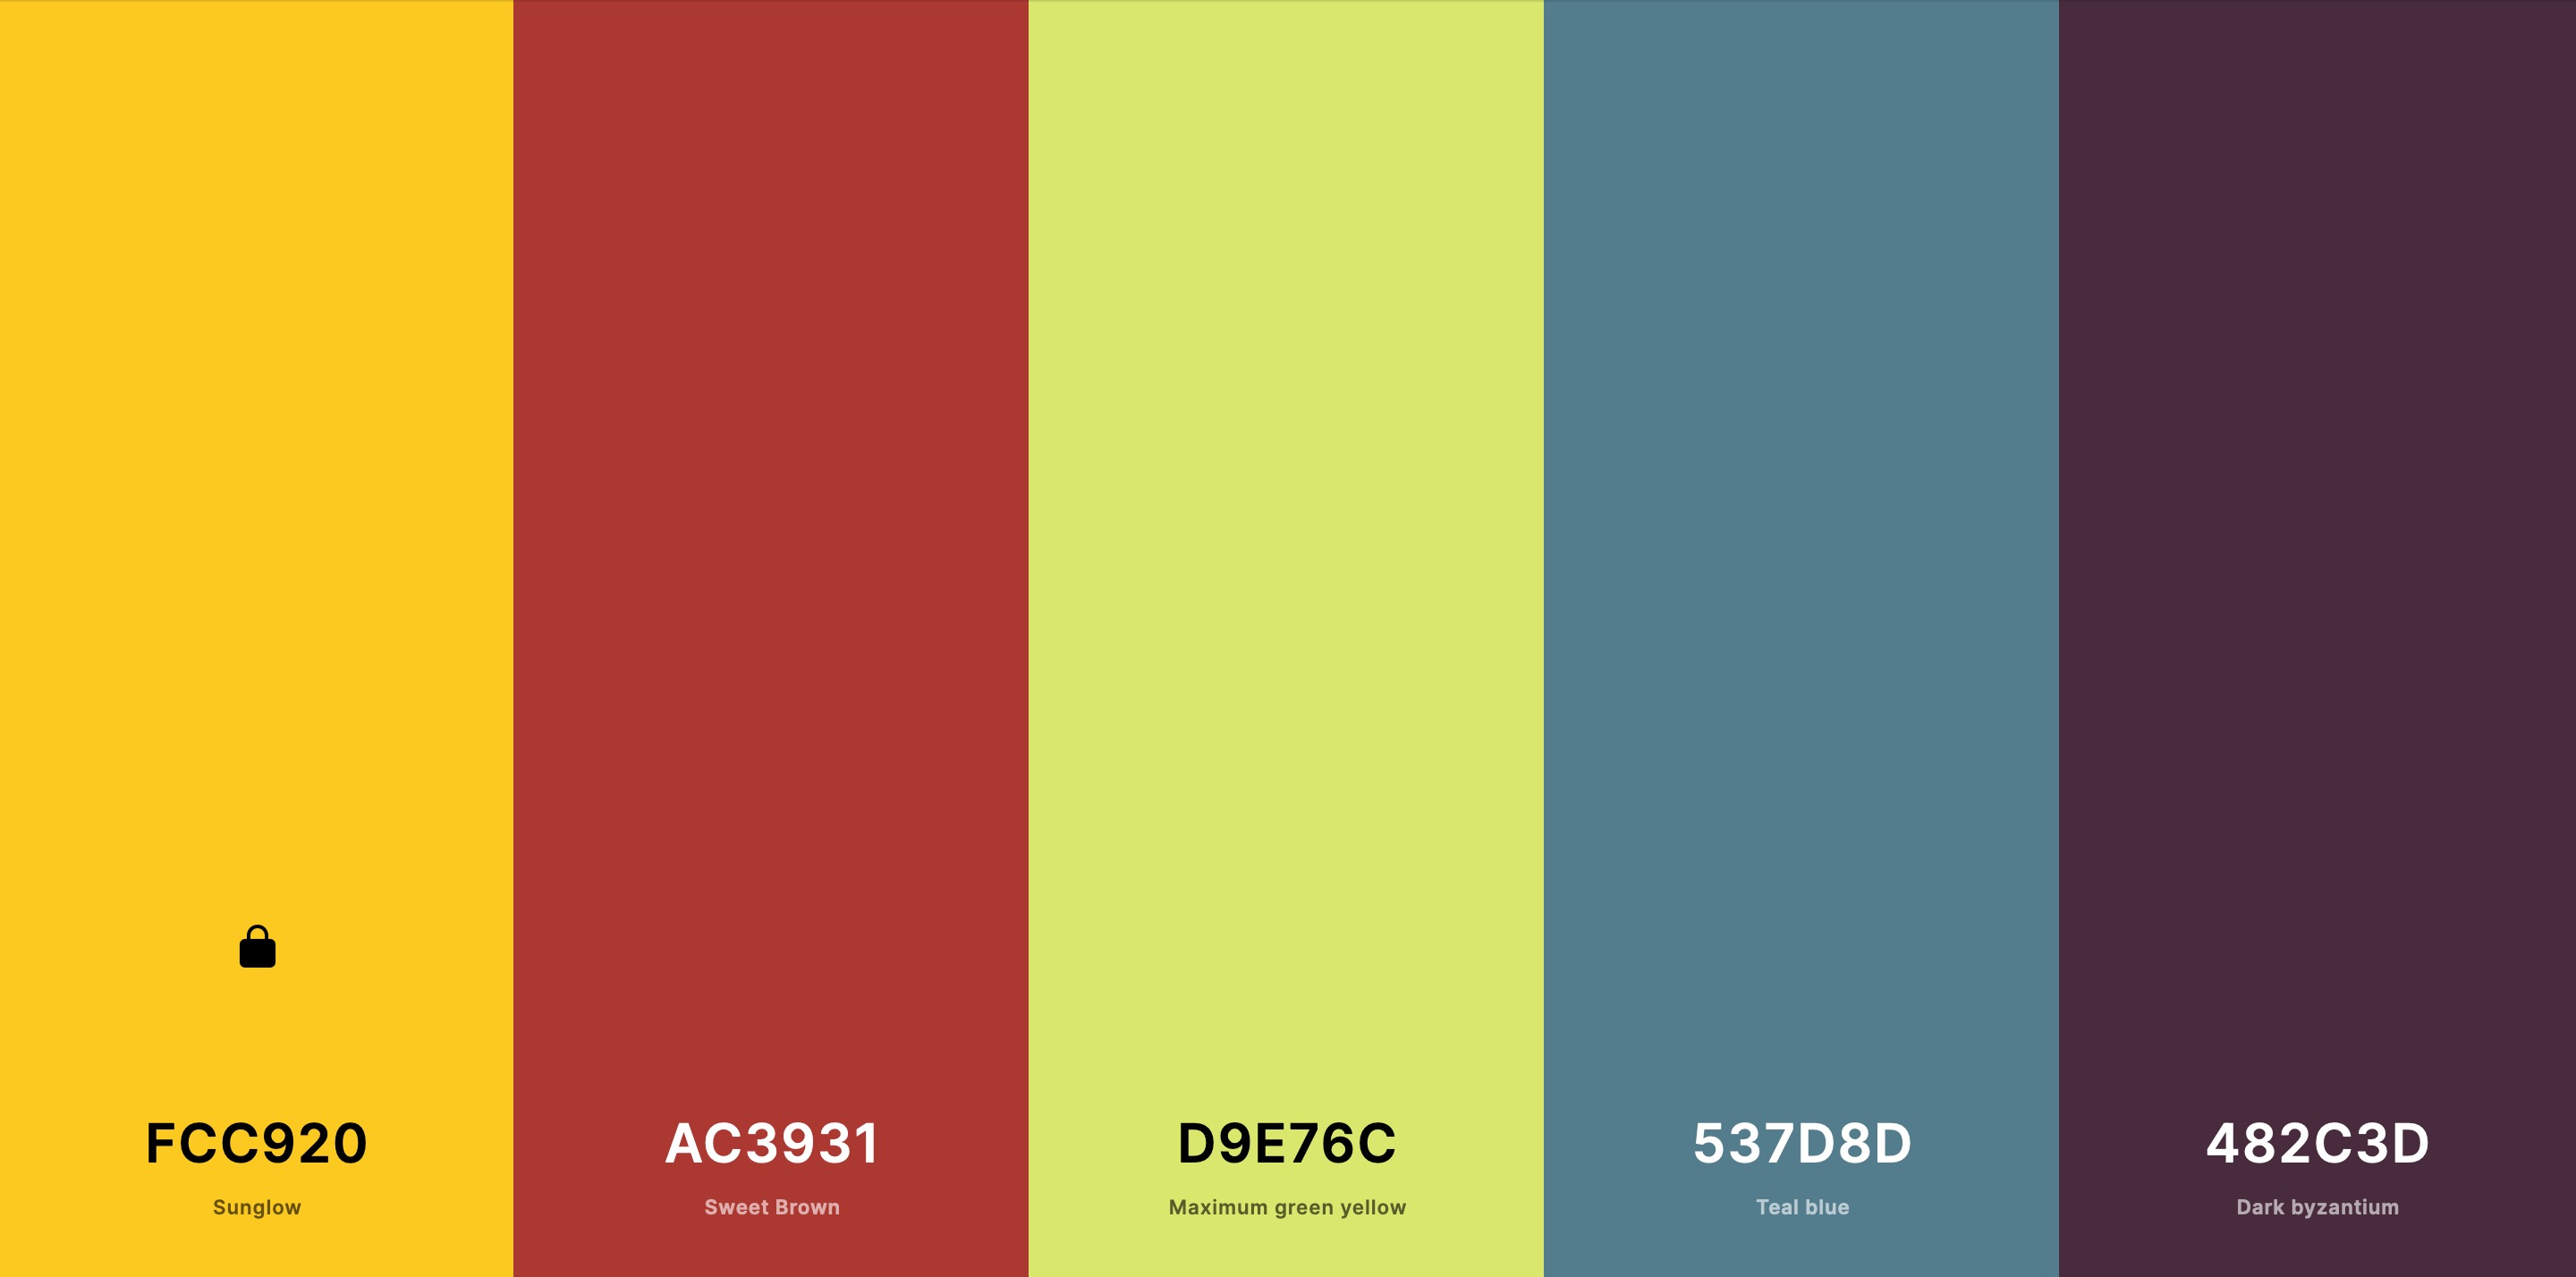 FCC920
Sunglow
AC3931
Sweet Brown
D9E76C
Maximum green yellow
537D8D
Teal blue
482C3D
Dark byzantium